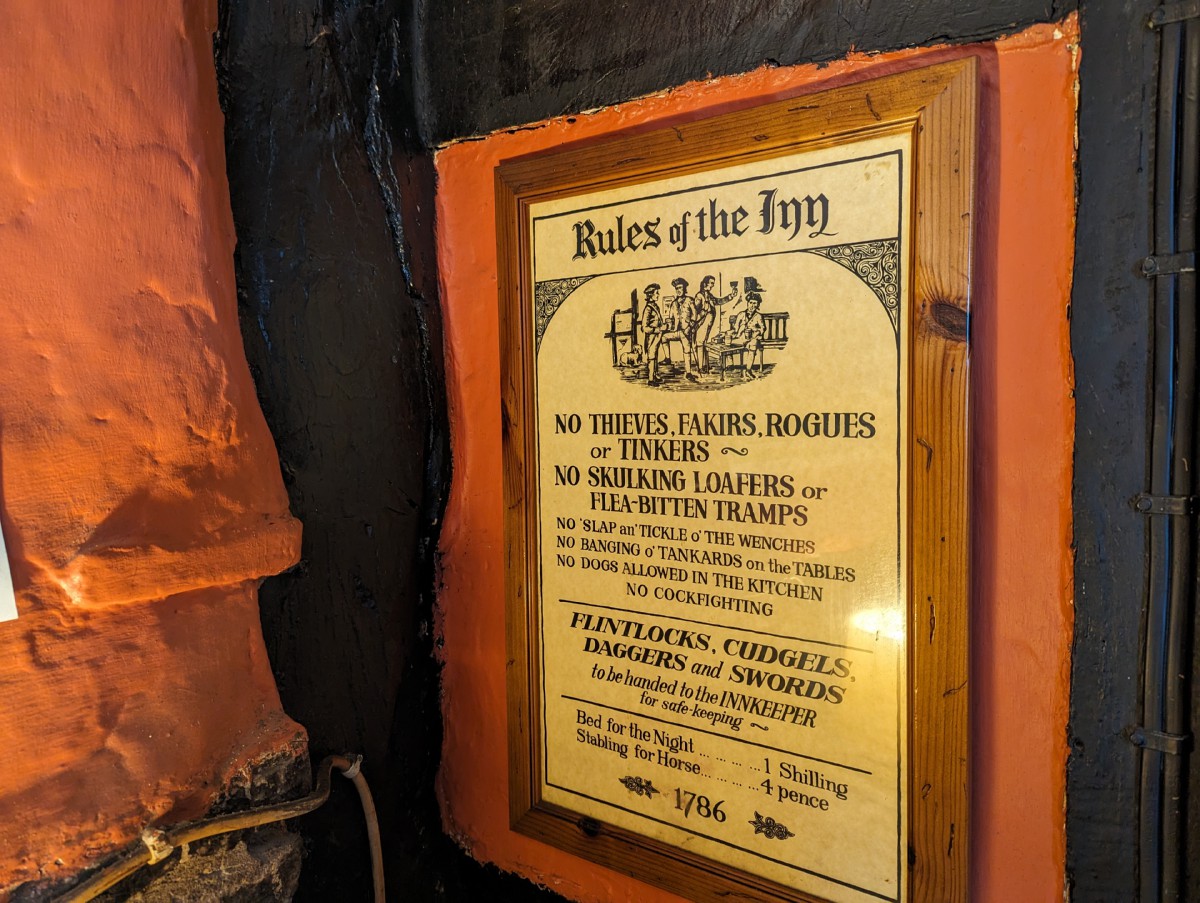 Rules of the Inn
NO THIEVES, FAKIRS, ROGUES
or TINKERS ~
NO SKULKING LOAFERS or
FLEA-BITTEN TRAMPS
NO 'SLAP an' TICKLE o' THE WENCHES
NO BANGING o' TANKARDS on the TABLES
NO DOGS ALLOWED IN THE KITCHEN
NO COCKFIGHTING
FLINTLOCKS, CUDGELS,
DAGGERS and SWORDS
to be handed to the INNKEEPER
for safe-keeping ~
Bed for the Night ... ... ... ... 1 Shilling
Stabling for Horse... ... ... ... 4 pence
1786